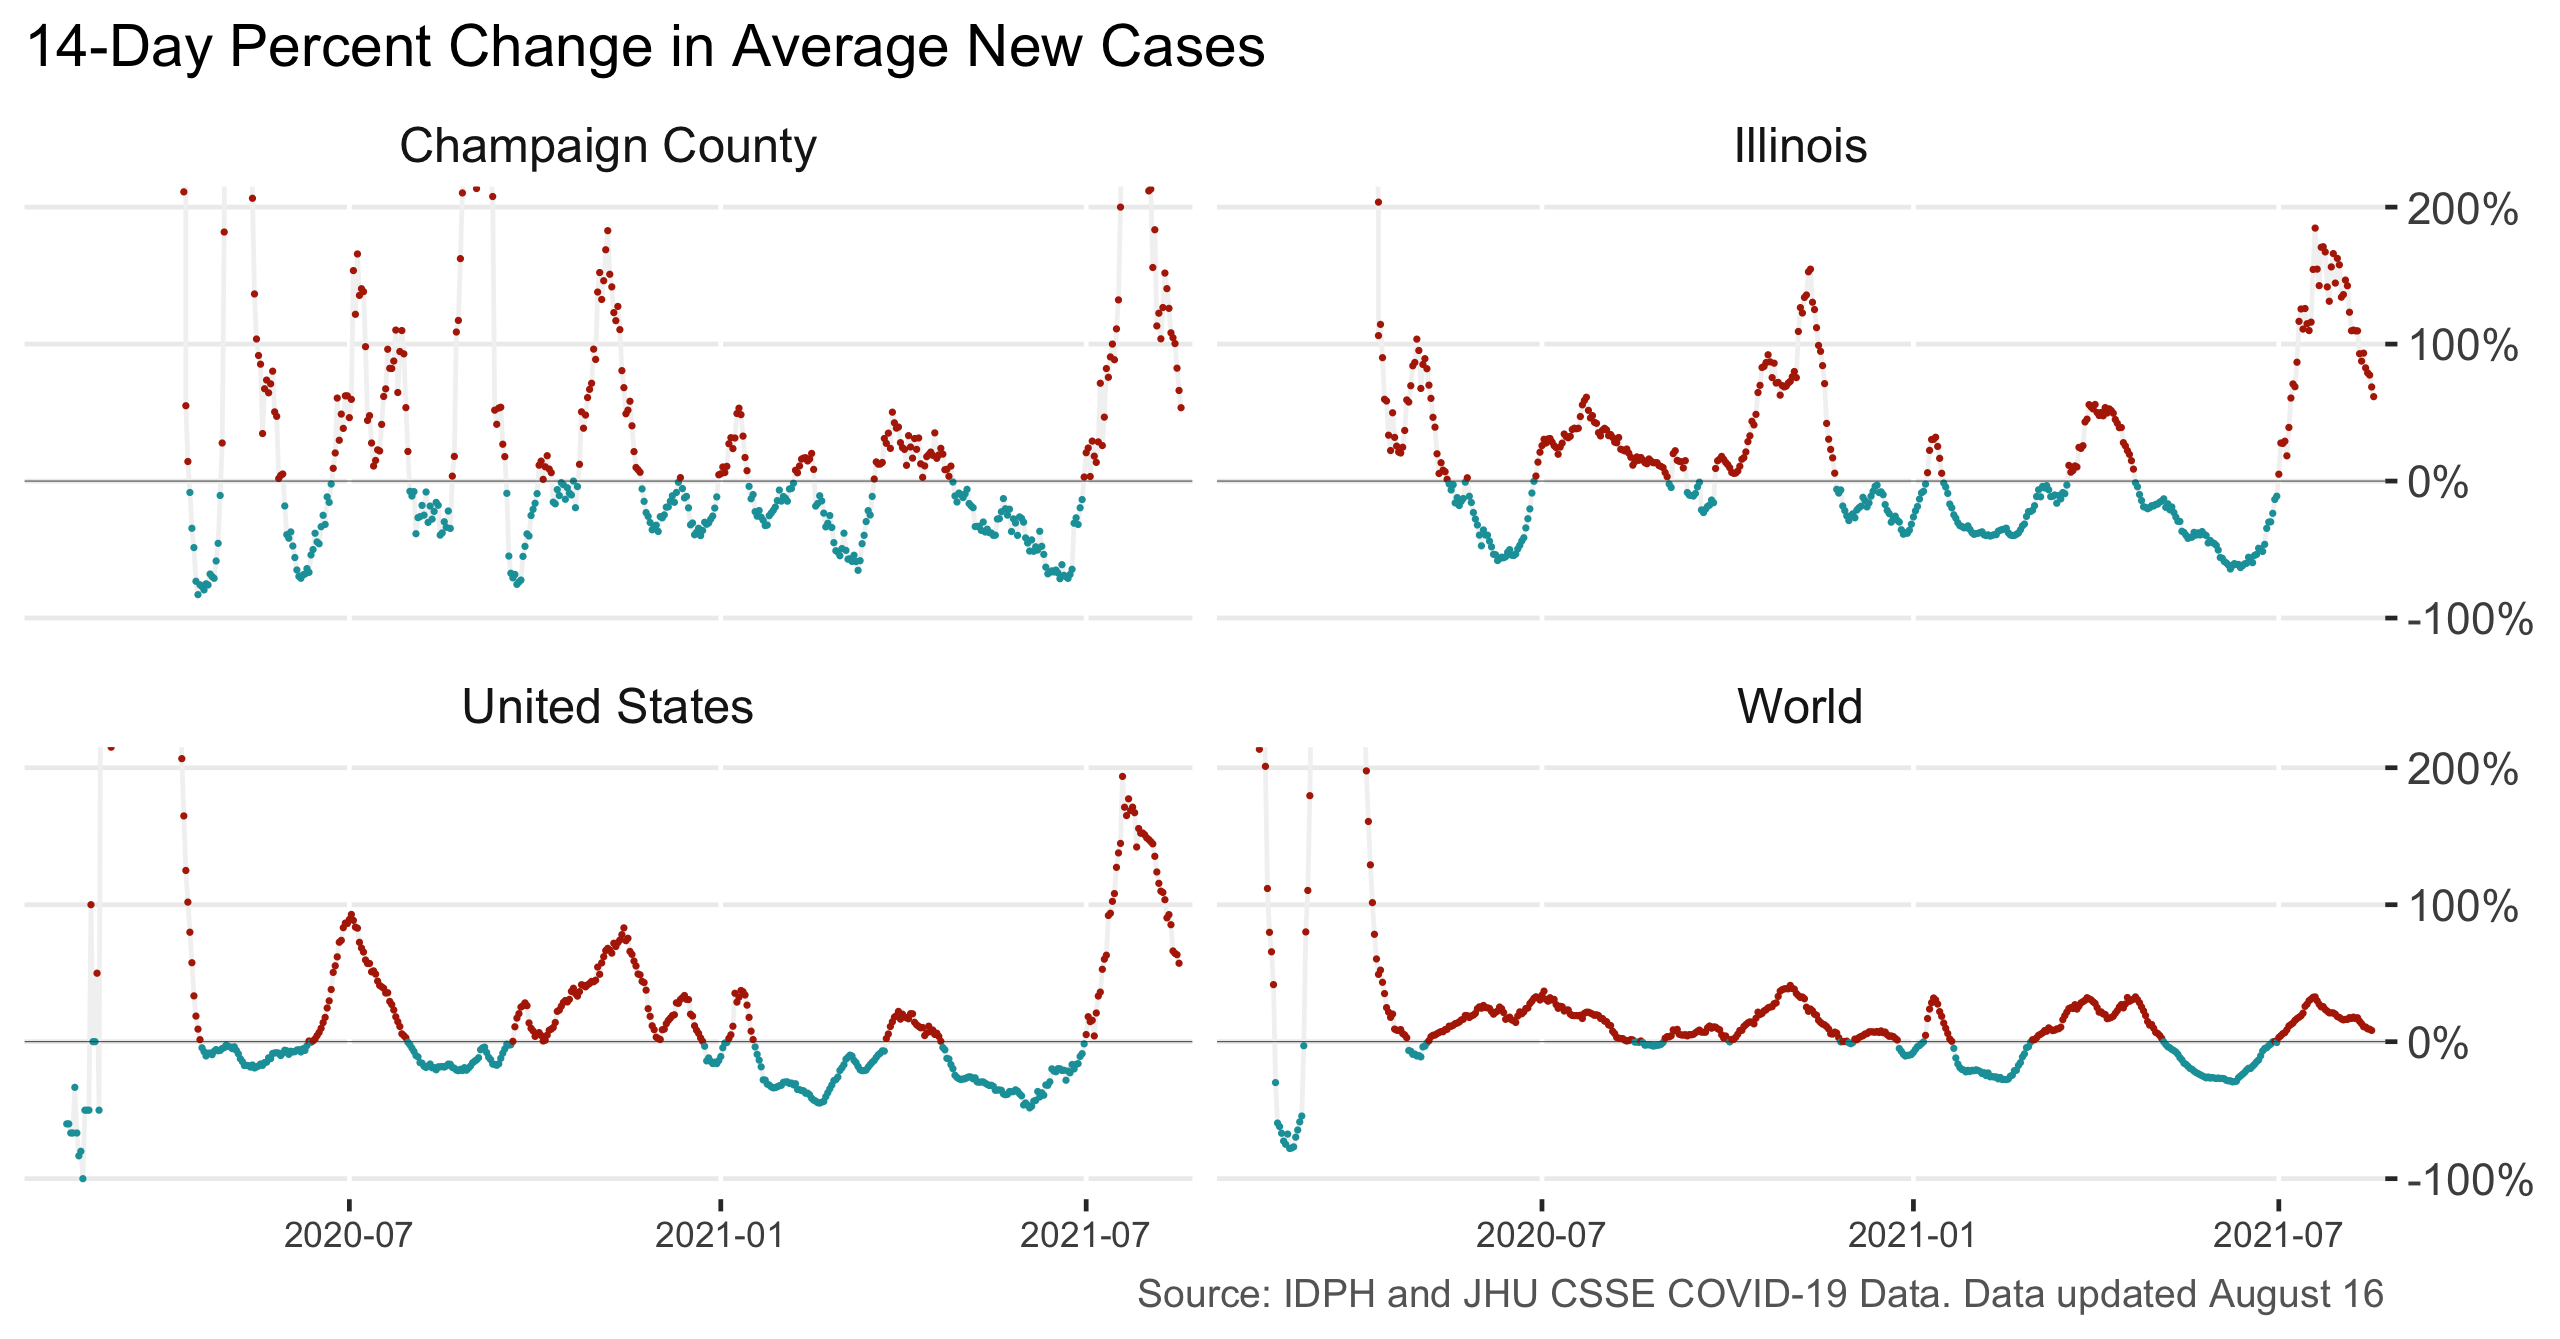 14-Day Percent Change in Average New Cases
Champaign County
Illinois
200%
100%
0%
-100%
United States
World
200%
100%
0%
-100%
2020-07
2021-01
2021-07
2020-07
2021-01
2021-07
Source: IDPH and JHU CSSE COVID-19 Data. Data updated August 16